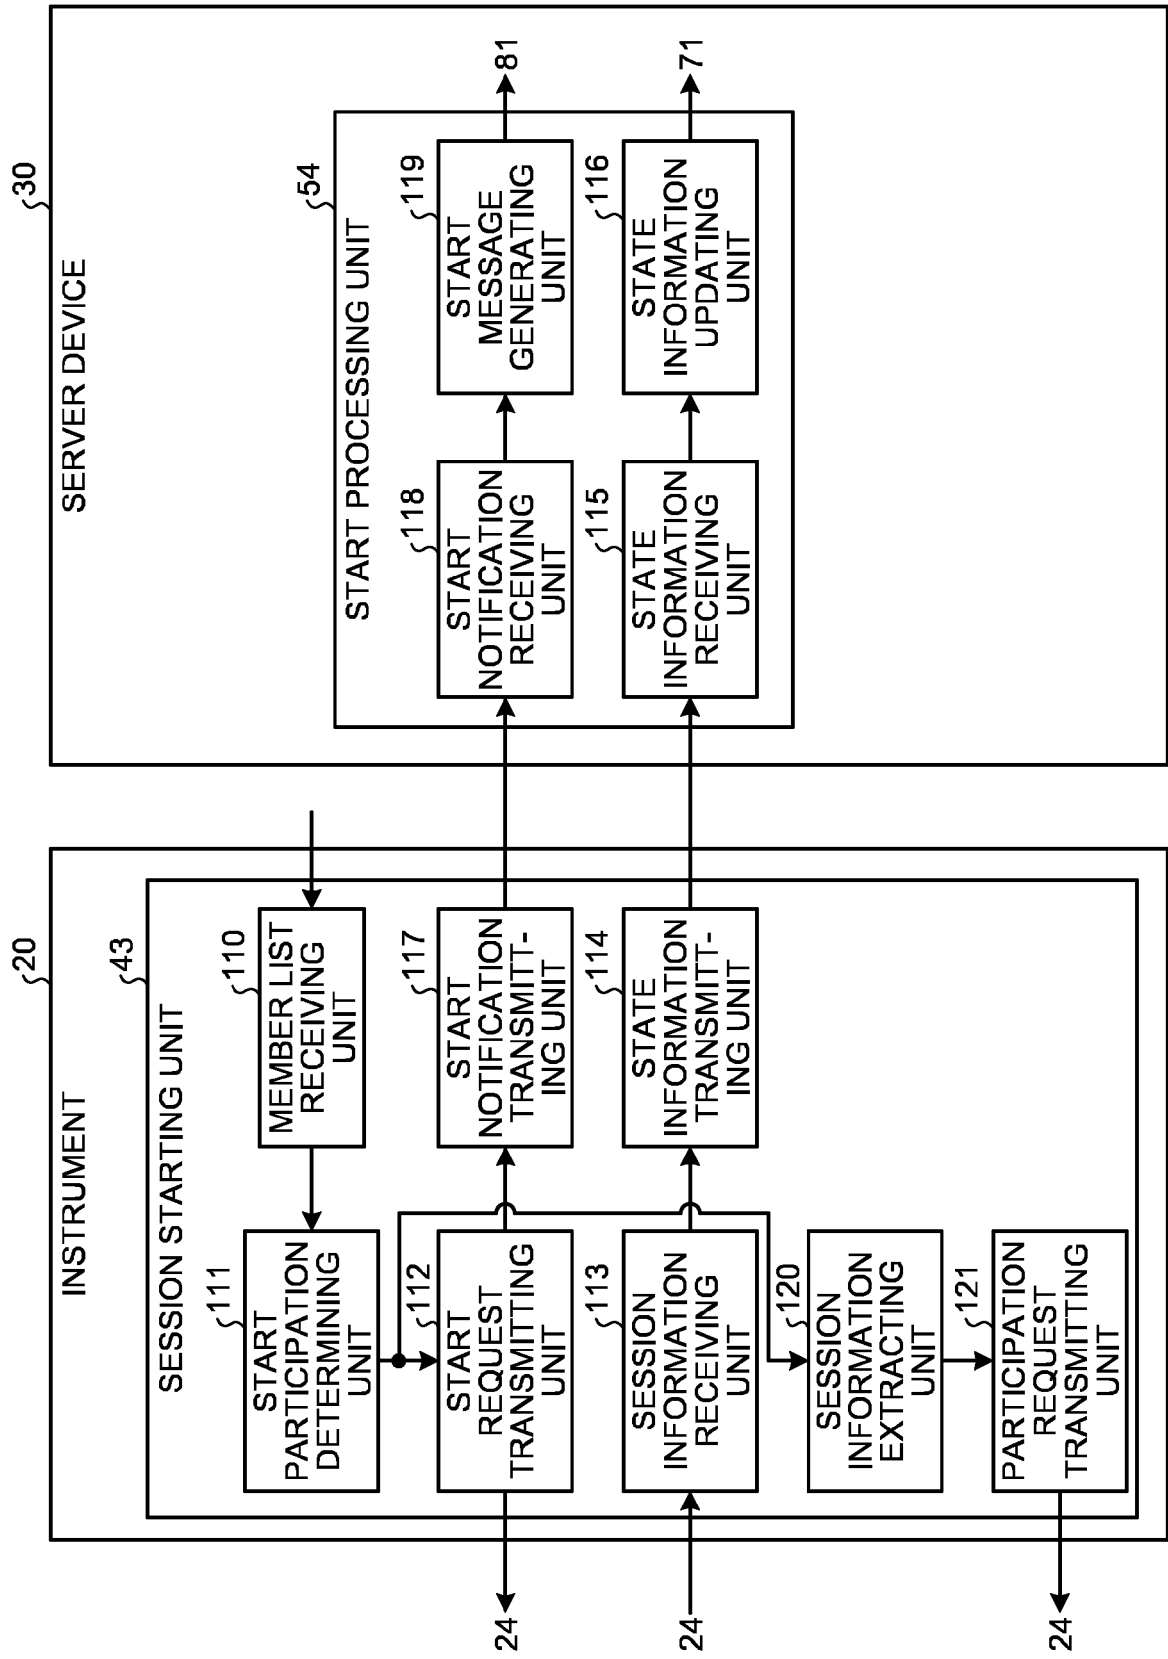 INSTRUMENT
20
SESSION STARTING UNIT
43
START
PARTICIPATION
DETERMINING
UNIT
111
MEMBER LIST
RECEIVING
UNIT
110
START
REQUEST
TRANSMITTING
UNIT
112
START
NOTIFICATION
TRANSMITT-
ING UNIT
117
24
SESSION
INFORMATION
RECEIVING
UNIT
113
STATE
INFORMATION
TRANSMITT-
ING UNIT
114
24
SESSION
INFORMATION
EXTRACTING
UNIT
120
PARTICIPATION
REQUEST
TRANSMITTING
UNIT
121
24
SERVER DEVICE
30
START PROCESSING UNIT
54
START
NOTIFICATION
RECEIVING
UNIT
118
START
MESSAGE
GENERATING
UNIT
119
81
STATE
INFORMATION
RECEIVING
UNIT
115
STATE
INFORMATION
UPDATING
UNIT
116
71